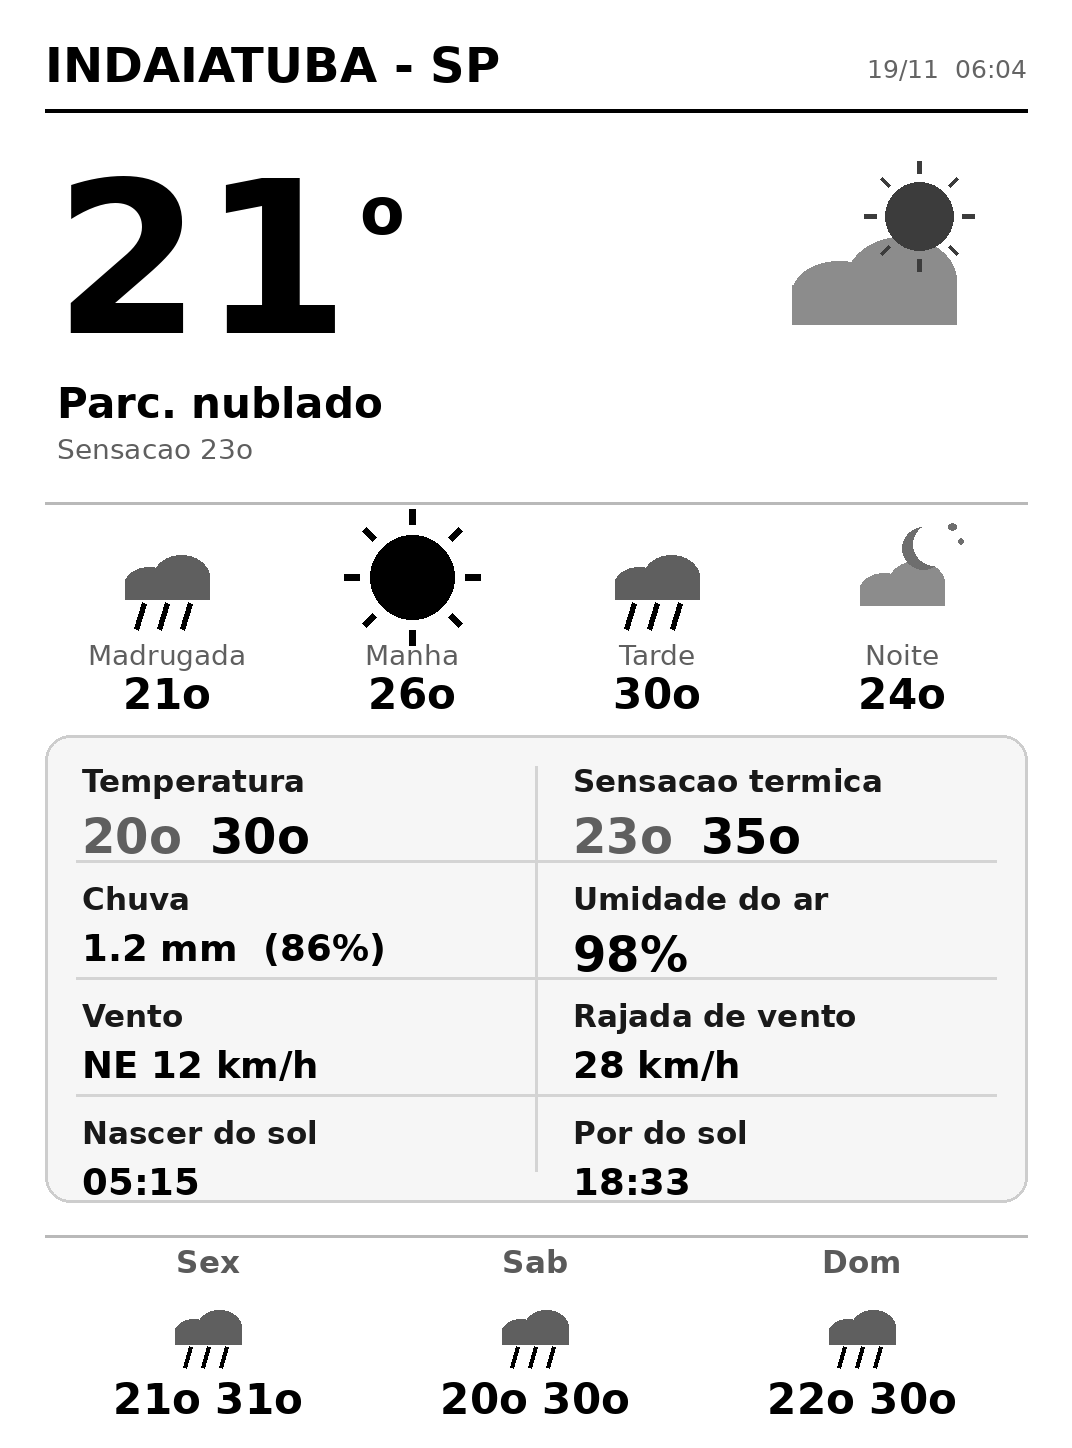 INDAIATUBA - SP 19/11 06:04
21o
Parc. nublado
Sensacao 23o
Madrugada Manha Tarde Noite
21o 26o 30o 24o
Temperatura Sensacao termica
20o 30o 23o 35o
Chuva Umidade do ar
1.2 mm (86%) 98%
Vento Rajada de vento
NE 12 km/h 28 km/h
Nascer do sol Por do sol
05:15 18:33
Sex Sab Dom
21o 31o 20o 30o 22o 30o